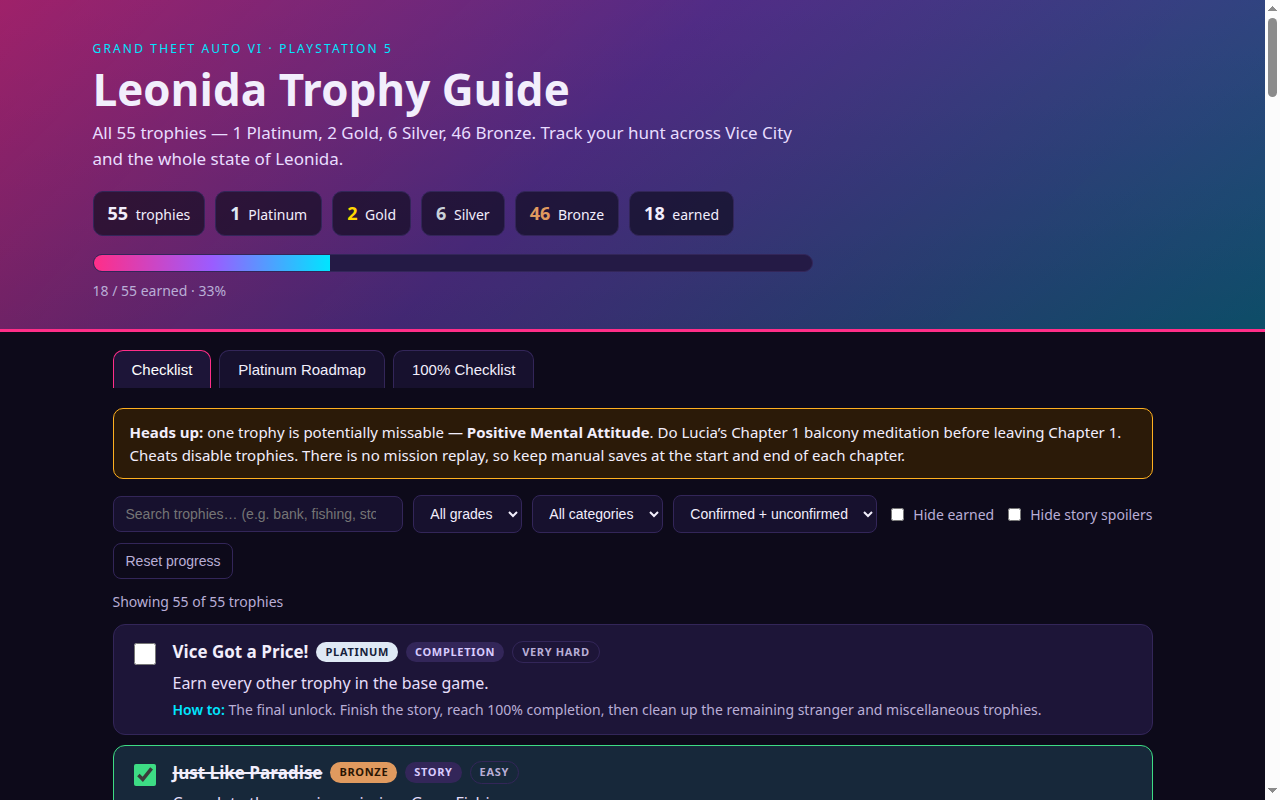 GRAND THEFT AUTO VI · PLAYSTATION 5
Leonida Trophy Guide
All 55 trophies — 1 Platinum, 2 Gold, 6 Silver, 46 Bronze. Track your hunt across Vice City
and the whole state of Leonida.
55 trophies 1 Platinum 2 Gold 6 Silver 46 Bronze 18 earned
18 / 55 earned · 33%
Checklist Platinum Roadmap 100% Checklist
Heads up: one trophy is potentially missable — Positive Mental Attitude. Do Lucia’s Chapter 1 balcony meditation before leaving Chapter 1.
Cheats disable trophies. There is no mission replay, so keep manual saves at the start and end of each chapter.
Search trophies… (e.g. bank, fishing, All grades All categories Confirmed + unconfirmed Hide earned Hide story spoilers
Reset progress
Showing 55 of 55 trophies
Vice Got a Price! PLATINUM COMPLETION VERY HARD
Earn every other trophy in the base game.
How to: The final unlock. Finish the story, reach 100% completion, then clean up the remaining stranger and miscellaneous trophies.
Just Like Paradise BRONZE STORY EASY